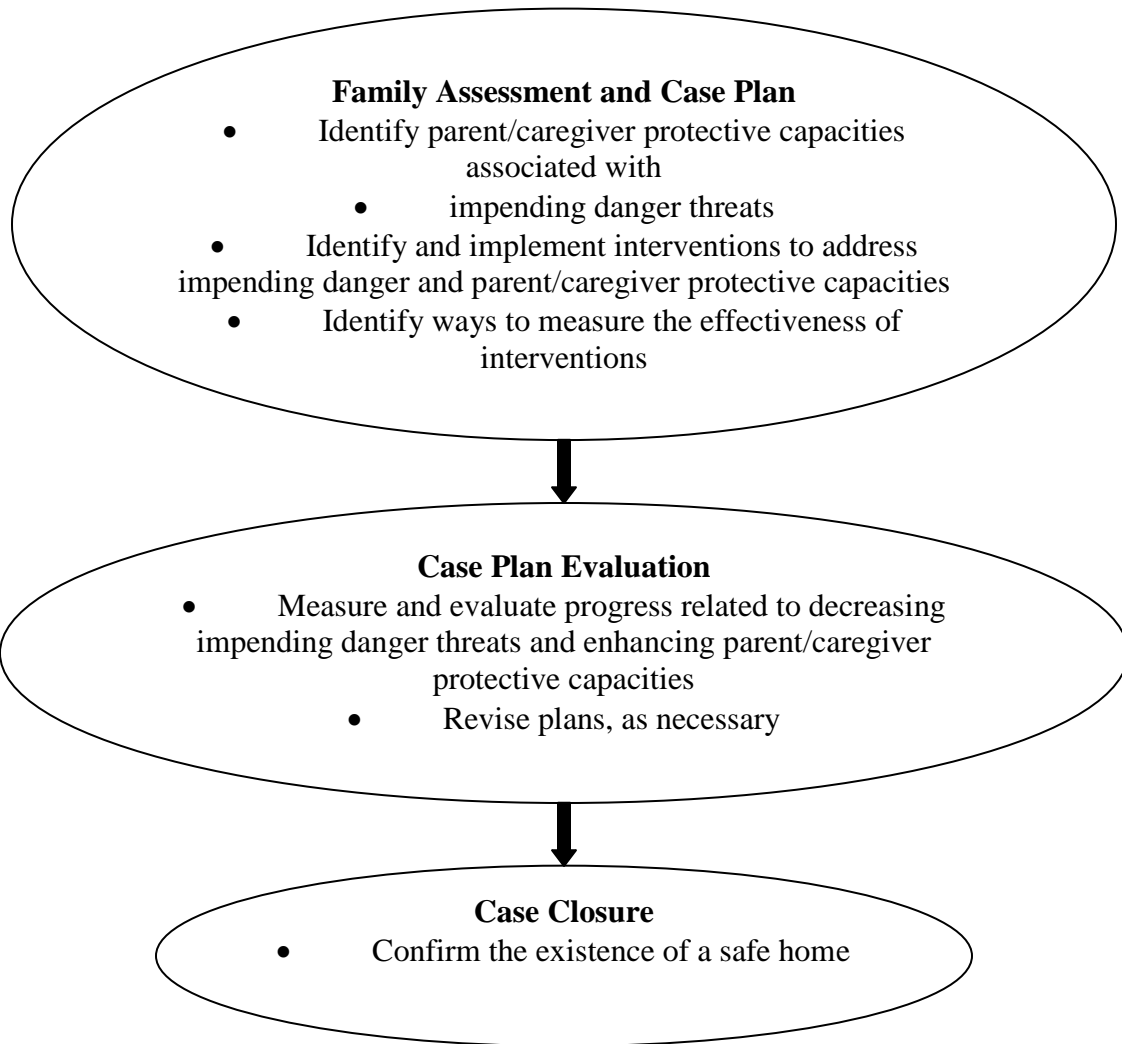 Family Assessment and Case Plan
• Identify parent/caregiver protective capacities
associated with
• impending danger threats
• Identify and implement interventions to address
impending danger and parent/caregiver protective capacities
• Identify ways to measure the effectiveness of
interventions
Case Plan Evaluation
• Measure and evaluate progress related to decreasing
impending danger threats and enhancing parent/caregiver
protective capacities
• Revise plans, as necessary
Case Closure
• Confirm the existence of a safe home